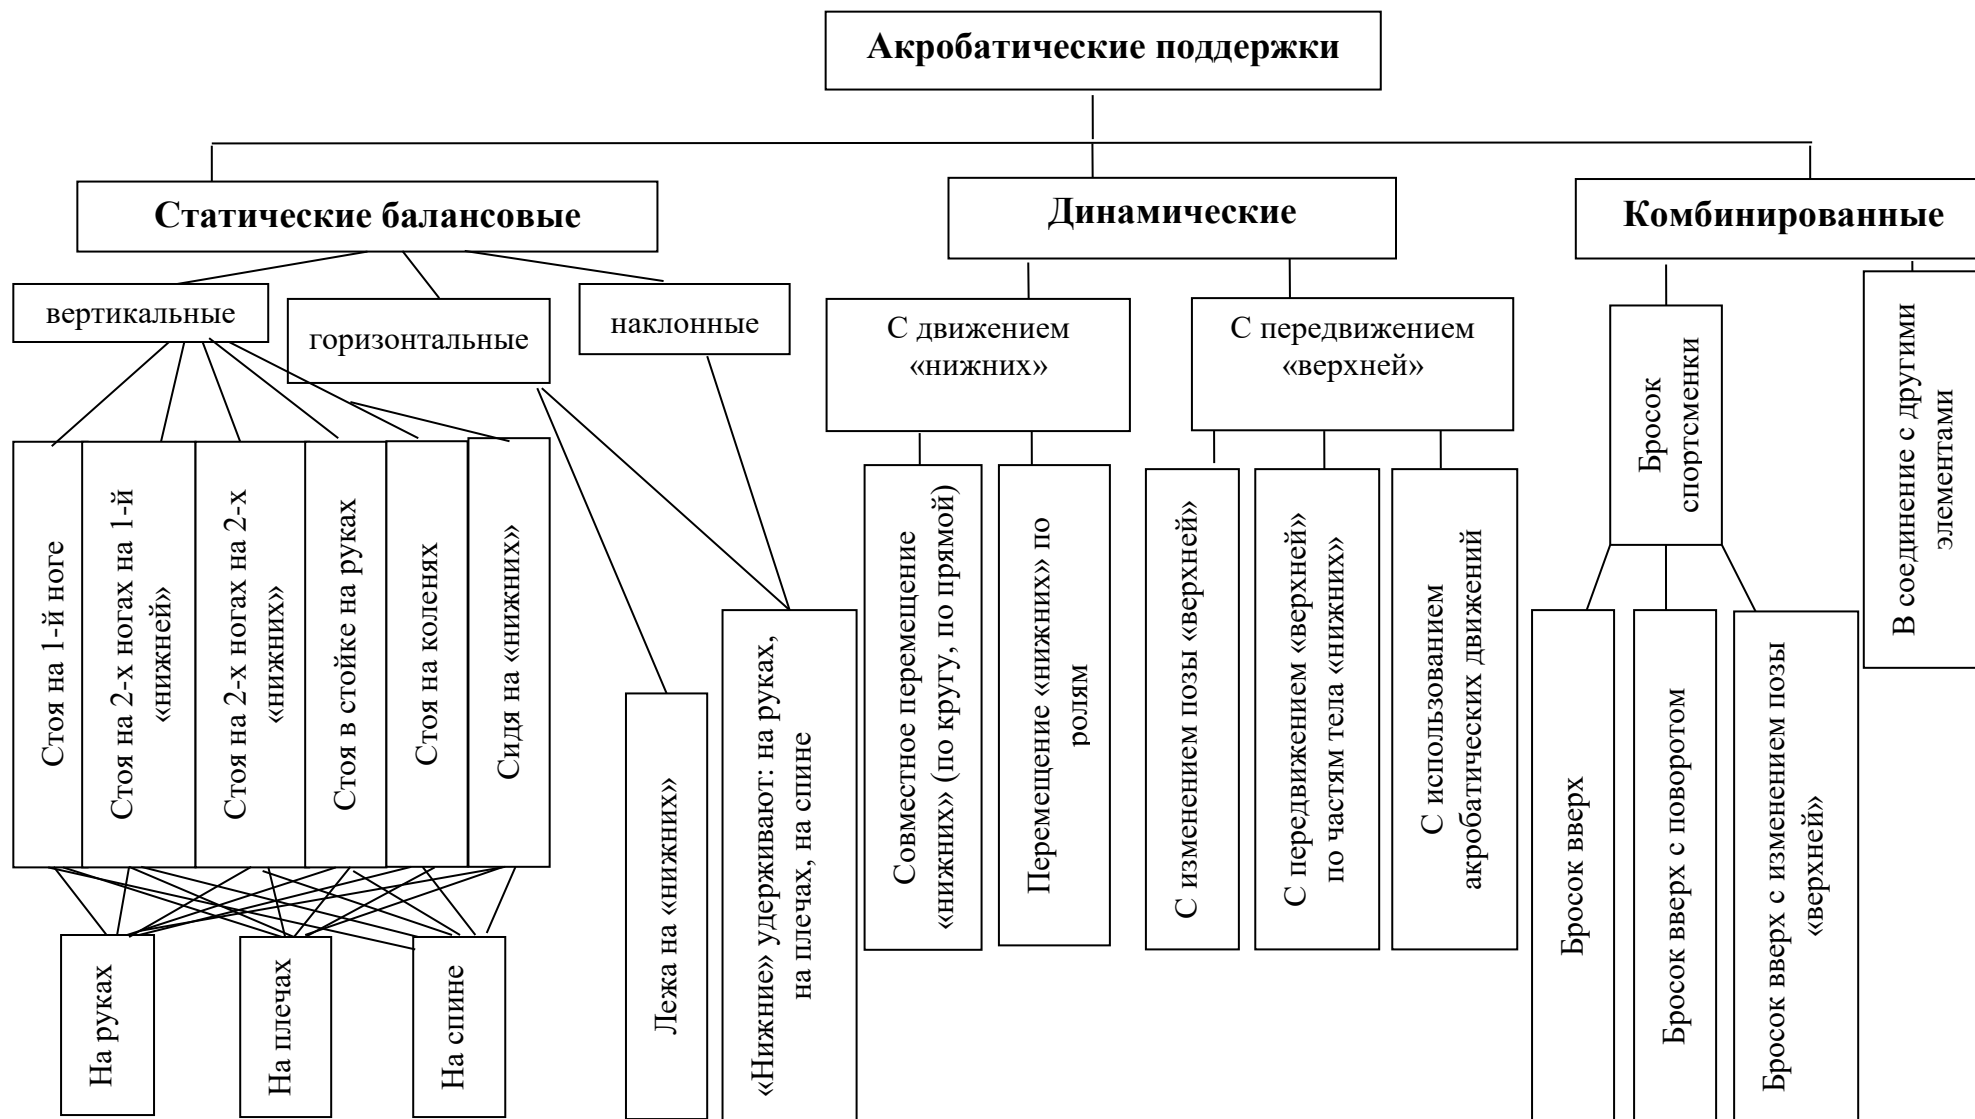 Акробатические поддержки
Статические балансовые
Динамические
Комбинированные
вертикальные
горизонтальные
наклонные
С движением
«нижних»
С передвижением
«верхней»
Бросок
спортсменки
В соединение с другими
элементами
Стоя на 1-й ноге
Стоя на 2-х ногах на 1-й
«нижней»
Стоя на 2-х ногах на 2-х
«нижних»
Стоя в стойке на руках
Стоя на коленях
Сидя на «нижних»
Лежа на «нижних»
«Нижние» удерживают: на руках,
на плечах, на спине
Совместное перемещение
«нижних» (по кругу, по прямой)
Перемещение «нижних» по
ролям
С изменением позы «верхней»
С передвижением «верхней»
по частям тела «нижних»
С использованием
акробатических движений
Бросок вверх
Бросок вверх с поворотом
Бросок вверх с изменением позы
«верхней»
На руках
На плечах
На спине